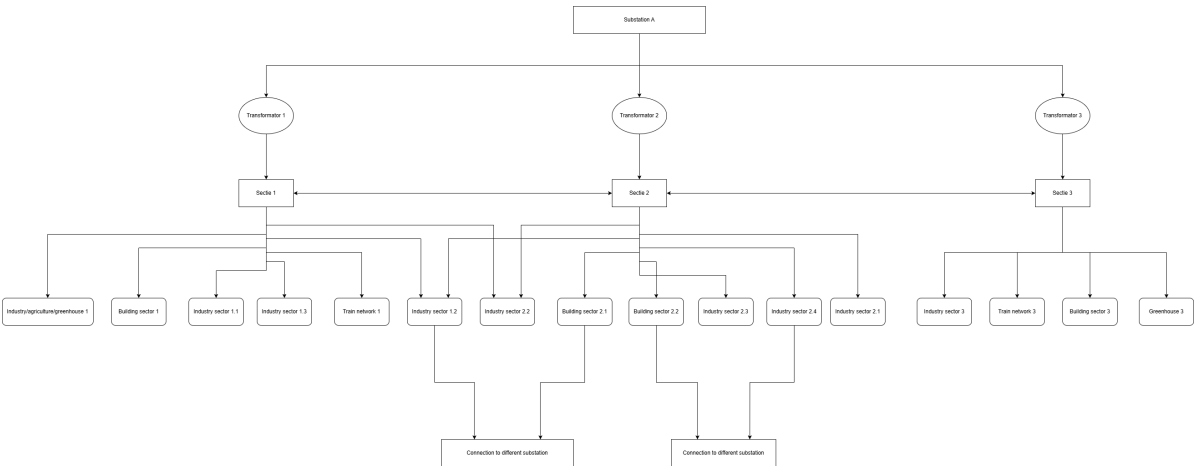 Substation A
Transformator 1
Transformator 2
Transformator 3
Sectie 1
Sectie 2
Sectie 3
Industry/agriculture/greenhouse 1
Building sector 1
Industry sector 1.1
Industry sector 1.3
Train network 1
Industry sector 1.2
Industry sector 2.2
Building sector 2.1
Building sector 2.2
Industry sector 2.3
Industry sector 2.4
Industry sector 2.1
Industry sector 3
Train network 3
Building sector 3
Greenhouse 3
Connection to different substation
Connection to different substation